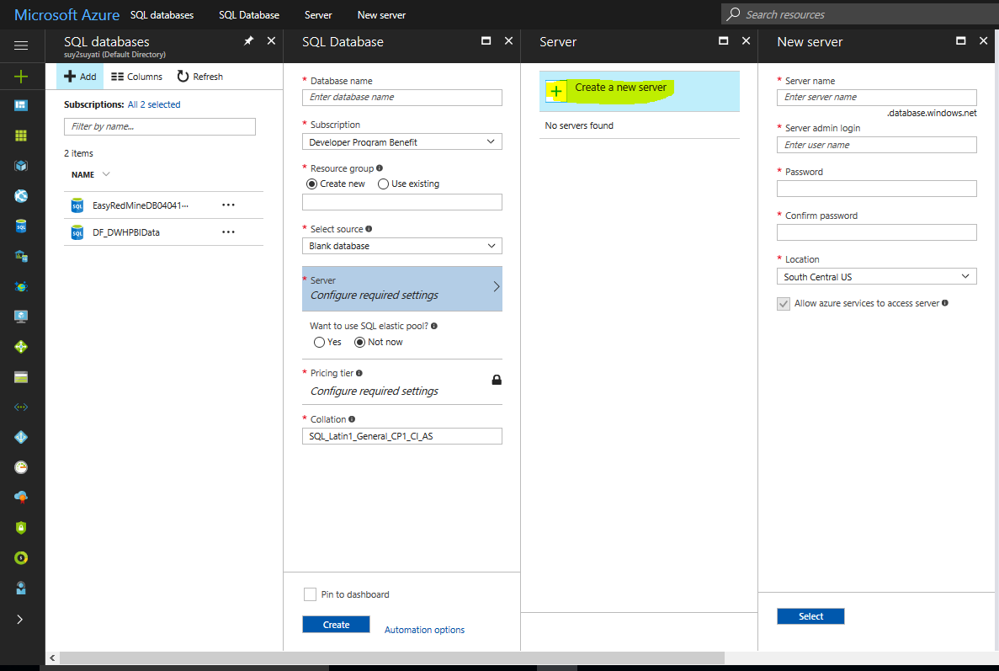 Microsoft Azure SQL databases SQL Database Server New server Search resources
SQL databases
suy2suyati (Default Directory)
Add Columns Refresh
Subscriptions: All 2 selected
Filter by name...
2 items
NAME
EasyRedMineDB04041... ...
DF_DWHPBIData ...
SQL Database
* Database name
Enter database name
* Subscription
Developer Program Benefit
* Resource group
Create new Use existing
* Select source
Blank database
* Server
Configure required settings
Want to use SQL elastic pool?
Yes Not now
* Pricing tier
Configure required settings
* Collation
SQL_Latin1_General_CP1_CI_AS
Pin to dashboard
Create Automation options
Server
Create a new server
No servers found
New server
* Server name
Enter server name
.database.windows.net
* Server admin login
Enter user name
* Password
* Confirm password
* Location
South Central US
Allow azure services to access server
Select